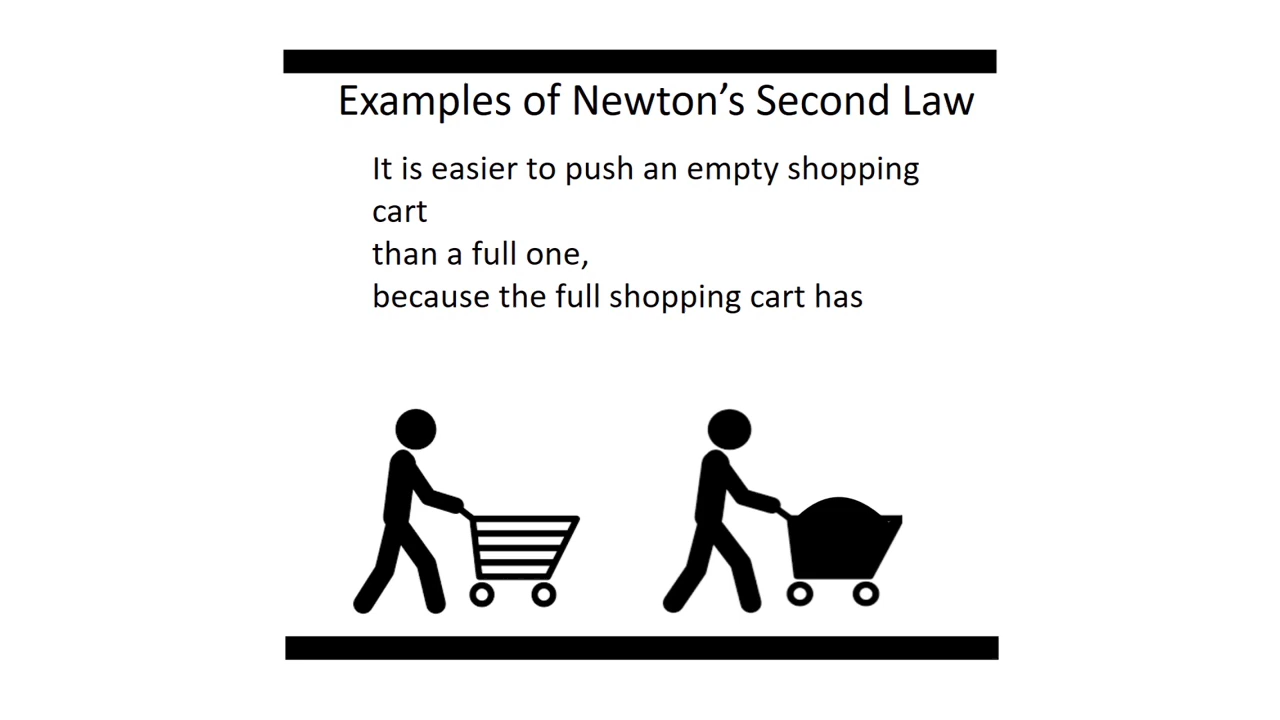 Examples of Newton’s Second Law
It is easier to push an empty shopping
cart
than a full one,
because the full shopping cart has